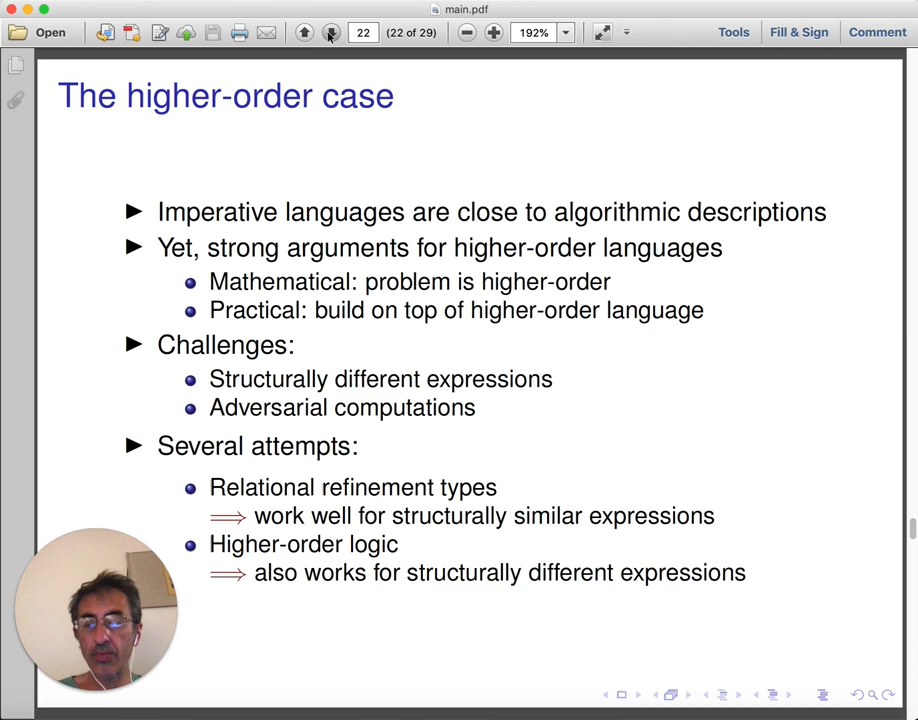 main.pdf
Open 22 (22 of 29) 192% Tools Fill & Sign Comment
The higher-order case
Imperative languages are close to algorithmic descriptions
Yet, strong arguments for higher-order languages
Mathematical: problem is higher-order
Practical: build on top of higher-order language
Challenges:
Structurally different expressions
Adversarial computations
Several attempts:
Relational refinement types
⟹ work well for structurally similar expressions
Higher-order logic
⟹ also works for structurally different expressions